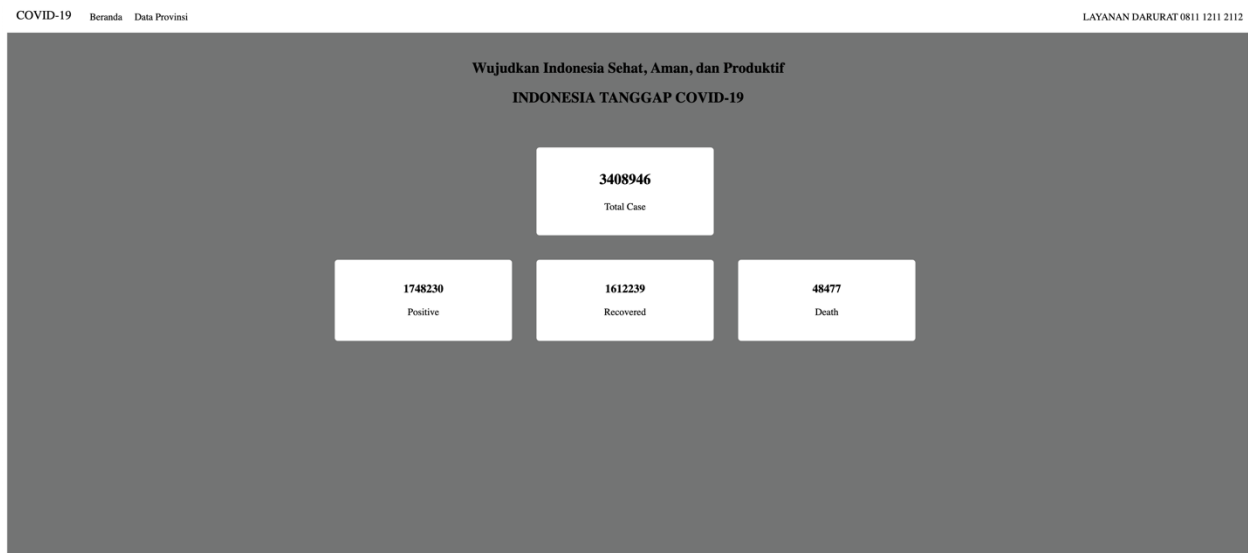 COVID-19 Beranda Data Provinsi LAYANAN DARURAT 0811 1211 2112
Wujudkan Indonesia Sehat, Aman, dan Produktif
INDONESIA TANGGAP COVID-19
3408946
Total Case
1748230
Positive
1612239
Recovered
48477
Death